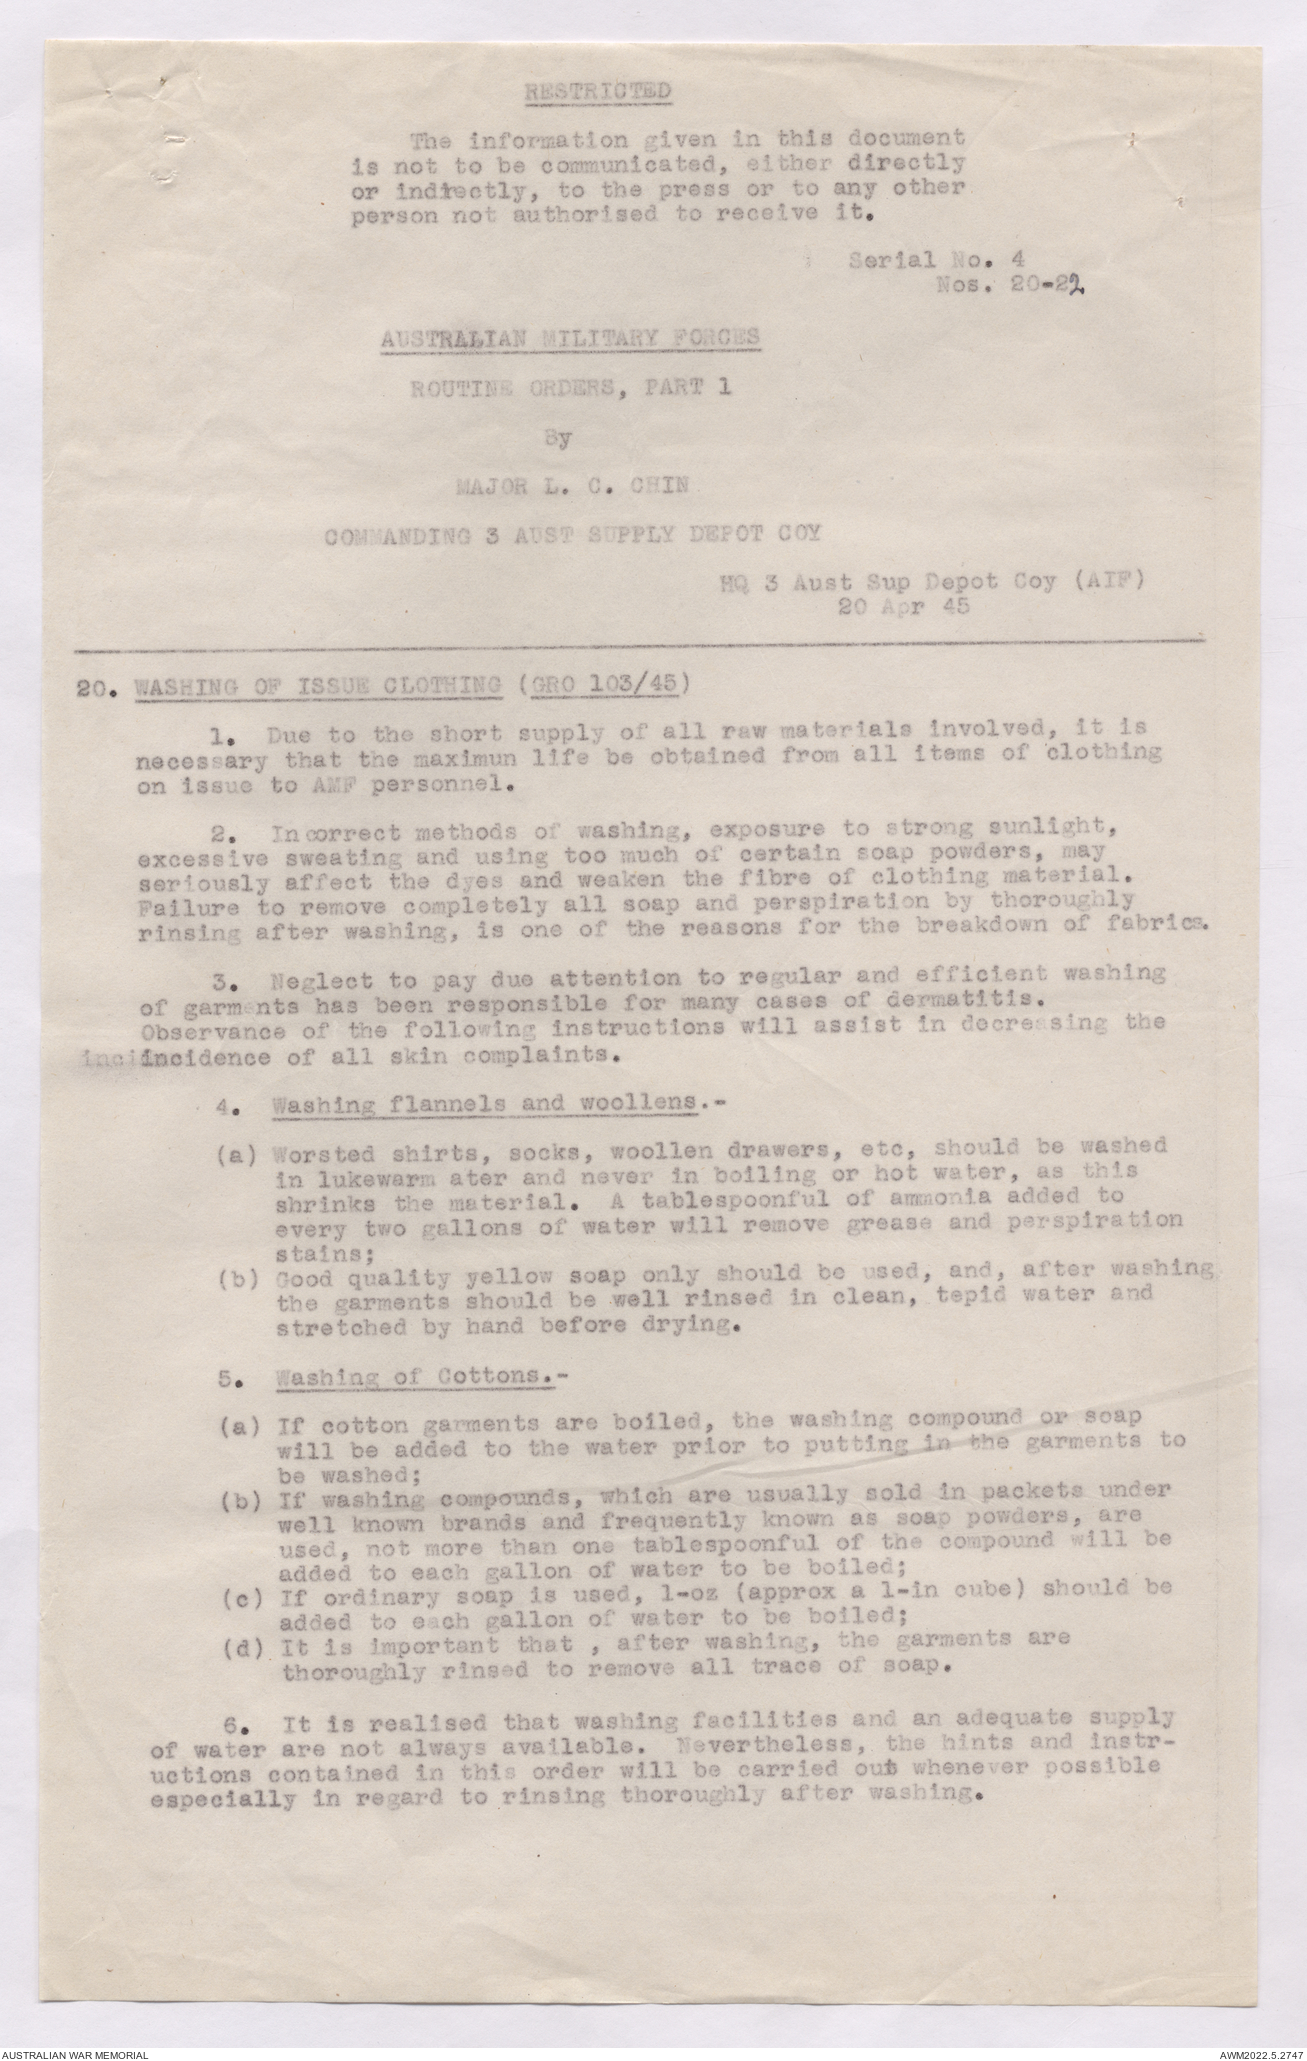 RESTRICTED
The information given in this document
is not to be communicated, either directly
or indirectly, to the press or to any other
person not authorised to receive it.
Serial No. 4
Nos. 20-22
AUSTRALIAN MILITARY FORCES
ROUTINE ORDERS, PART 1
By
MAJOR L. C. CHIN
COMMANDING 3 AUST SUPPLY DEPOT COY
HQ 3 Aust Sup Depot Coy (AIF)
20 Apr 45
20. WASHING OF ISSUE CLOTHING (GRO 103/45)
1. Due to the short supply of all raw materials involved, it is
necessary that the maximun life be obtained from all items of clothing
on issue to AMF personnel.
2. Incorrect methods of washing, exposure to strong sunlight,
excessive sweating and using too much of certain soap powders, may
seriously affect the dyes and weaken the fibre of clothing material.
Failure to remove completely all soap and perspiration by thoroughly
rinsing after washing, is one of the reasons for the breakdown of fabrics.
3. Neglect to pay due attention to regular and efficient washing
of garments has been responsible for many cases of dermatitis.
Observance of the following instructions will assist in decreasing the
inciincidence of all skin complaints.
4. Washing flannels and woollens.-
(a) Worsted shirts, socks, woollen drawers, etc, should be washed
in lukewarm ater and never in boiling or hot water, as this
shrinks the material. A tablespoonful of ammonia added to
every two gallons of water will remove grease and perspiration
stains;
(b) Good quality yellow soap only should be used, and, after washing,
the garments should be well rinsed in clean, tepid water and
stretched by hand before drying.
5. Washing of Cottons.-
(a) If cotton garments are boiled, the washing compound or soap
will be added to the water prior to putting in the garments to
be washed;
(b) If washing compounds, which are usually sold in packets under
well known brands and frequently known as soap powders, are
used, not more than one tablespoonful of the compound will be
added to each gallon of water to be boiled;
(c) If ordinary soap is used, 1-oz (approx a 1-in cube) should be
added to each gallon of water to be boiled;
(d) It is important that , after washing, the garments are
thoroughly rinsed to remove all trace of soap.
6. It is realised that washing facilities and an adequate supply
of water are not always available. Nevertheless, the hints and instr-
uctions contained in this order will be carried out whenever possible
especially in regard to rinsing thoroughly after washing.
AUSTRALIAN WAR MEMORIAL
AWM2022.5.2747